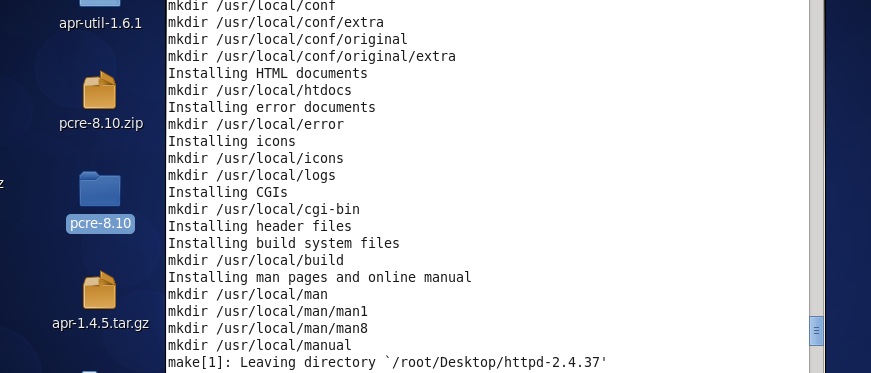 apr-util-1.6.1
pcre-8.10.zip
z
pcre-8.10
apr-1.4.5.tar.gz
mkdir /usr/local/conf
mkdir /usr/local/conf/extra
mkdir /usr/local/conf/original
mkdir /usr/local/conf/original/extra
Installing HTML documents
mkdir /usr/local/htdocs
Installing error documents
mkdir /usr/local/error
Installing icons
mkdir /usr/local/icons
mkdir /usr/local/logs
Installing CGIs
mkdir /usr/local/cgi-bin
Installing header files
Installing build system files
mkdir /usr/local/build
Installing man pages and online manual
mkdir /usr/local/man
mkdir /usr/local/man/man1
mkdir /usr/local/man/man8
mkdir /usr/local/manual
make[1]: Leaving directory `/root/Desktop/httpd-2.4.37'